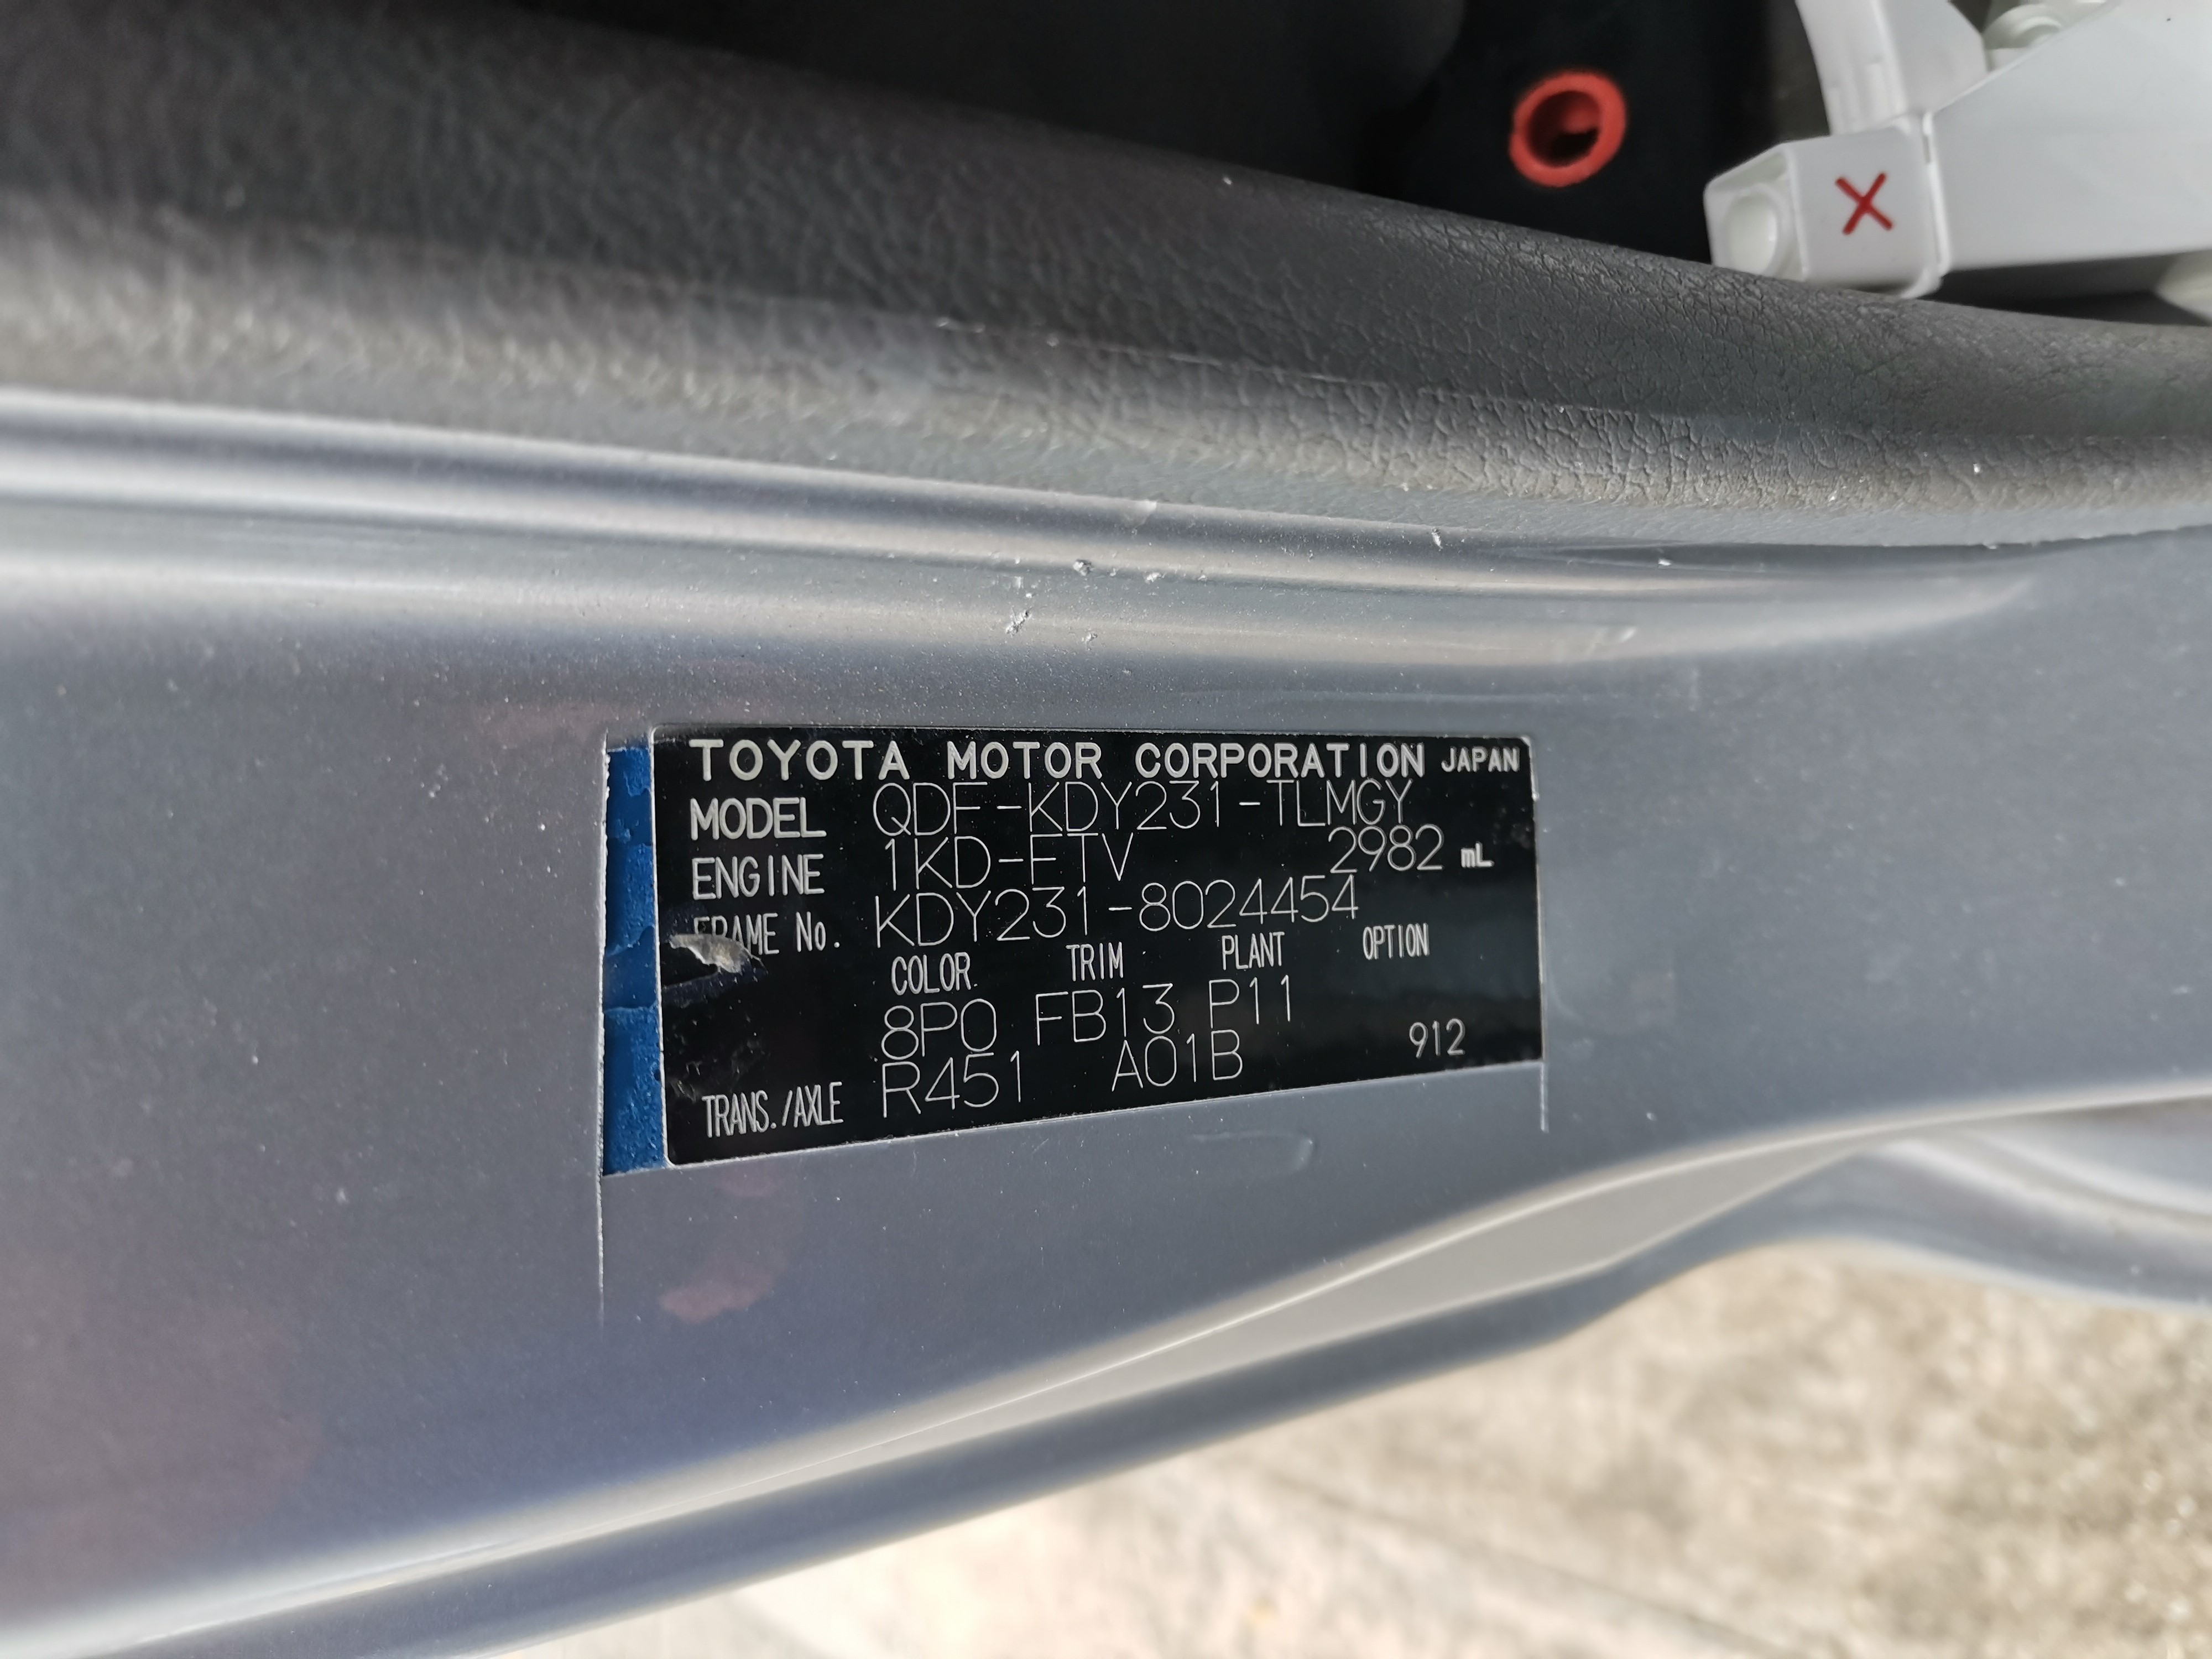 X
TOYOTA MOTOR CORPORATION JAPAN
MODEL QDF-KDY231-TLMGY
ENGINE 1KD-FTV 2982 mL
FRAME No. KDY231-8024454
COLOR TRIM PLANT OPTION
8P0 FB13 P11
TRANS./AXLE R451 A01B 912